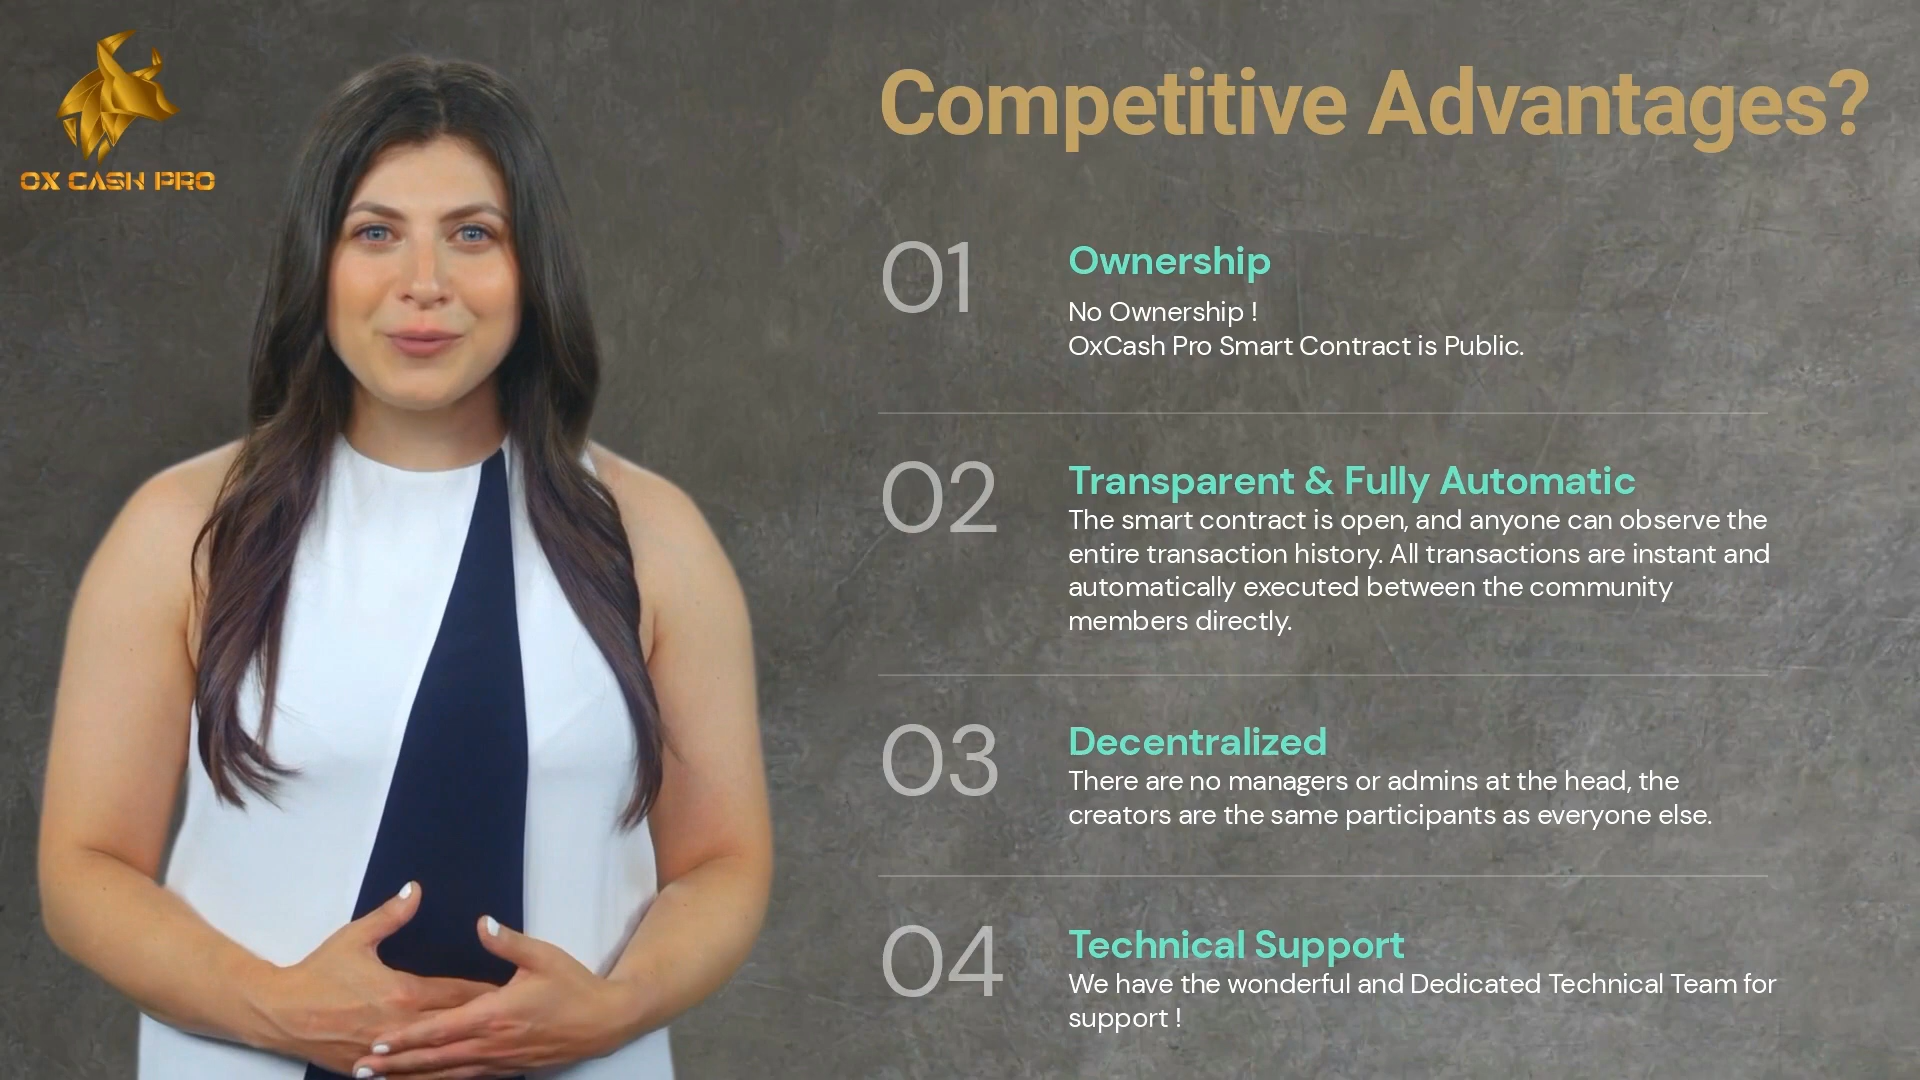 OX CASH PRO
Competitive Advantages?
01
Ownership
No Ownership !
OxCash Pro Smart Contract is Public.
02
Transparent & Fully Automatic
The smart contract is open, and anyone can observe the
entire transaction history. All transactions are instant and
automatically executed between the community
members directly.
03
Decentralized
There are no managers or admins at the head, the
creators are the same participants as everyone else.
04
Technical Support
We have the wonderful and Dedicated Technical Team for
support !